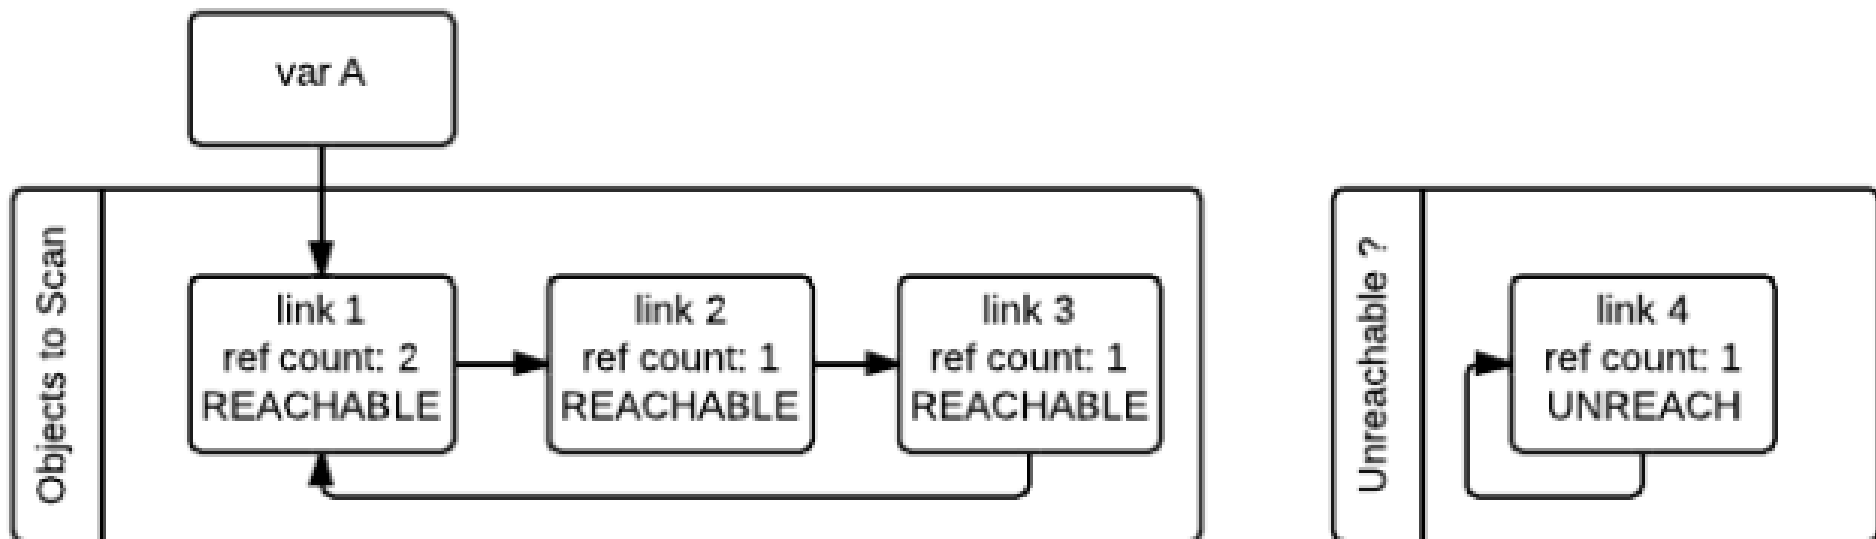 var A
Objects to Scan
link 1
ref count: 2
REACHABLE
link 2
ref count: 1
REACHABLE
link 3
ref count: 1
REACHABLE
Unreachable ?
link 4
ref count: 1
UNREACH